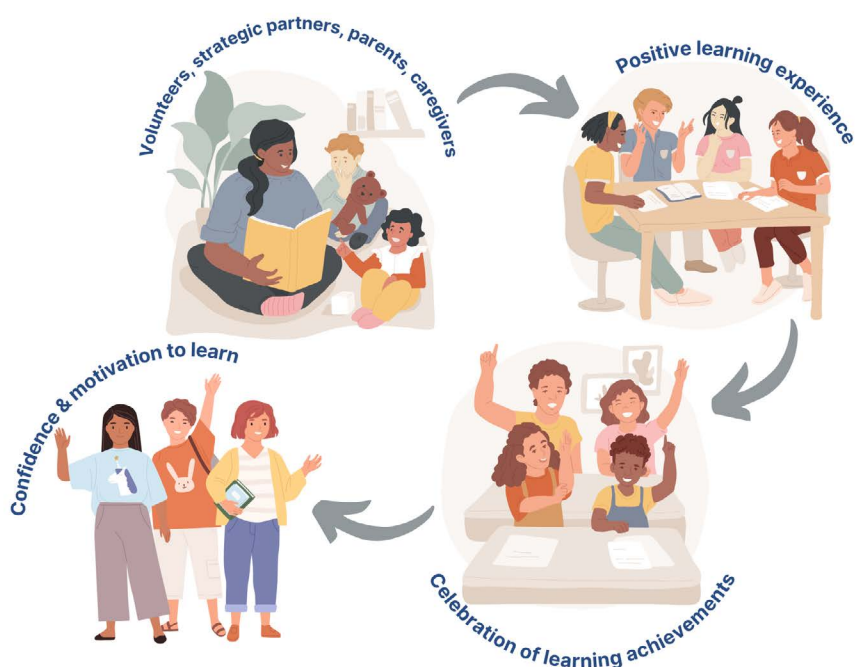 Volunteers, strategic partners, parents, caregivers
Positive learning experience
Celebration of learning achievements
Confidence & motivation to learn